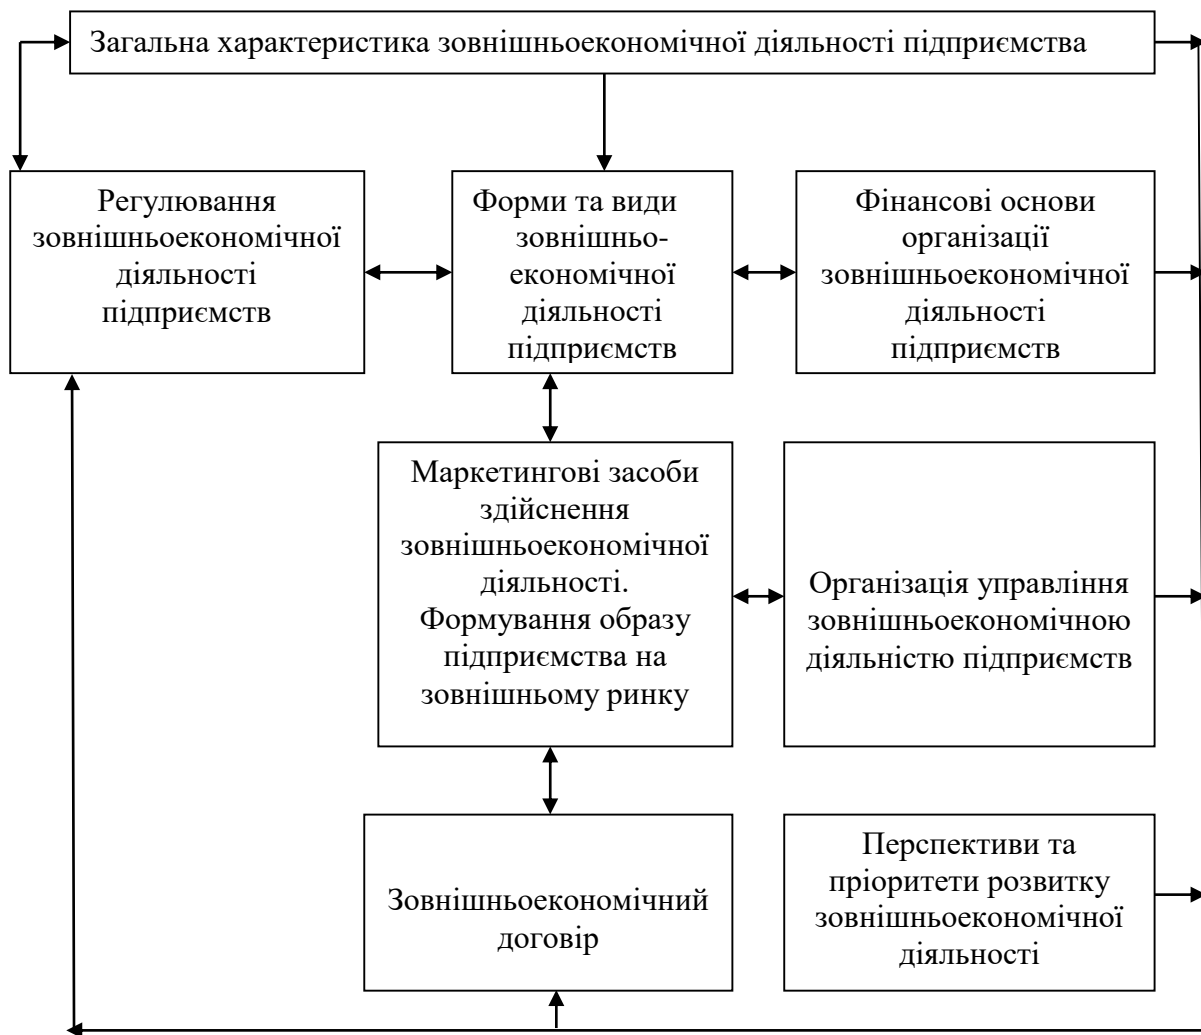 Загальна характеристика зовнішньоекономічної діяльності підприємства
Регулювання
зовнішньоекономічної
діяльності
підприємств
Форми та види
зовнішньо-
економічної
діяльності
підприємств
Фінансові основи
організації
зовнішньоекономічної
діяльності
підприємств
Маркетингові засоби
здійснення
зовнішньоекономічної
діяльності.
Формування образу
підприємства на
зовнішньому ринку
Організація управління
зовнішньоекономічною
діяльністю підприємств
Зовнішньоекономічний
договір
Перспективи та
пріоритети розвитку
зовнішньоекономічної
діяльності